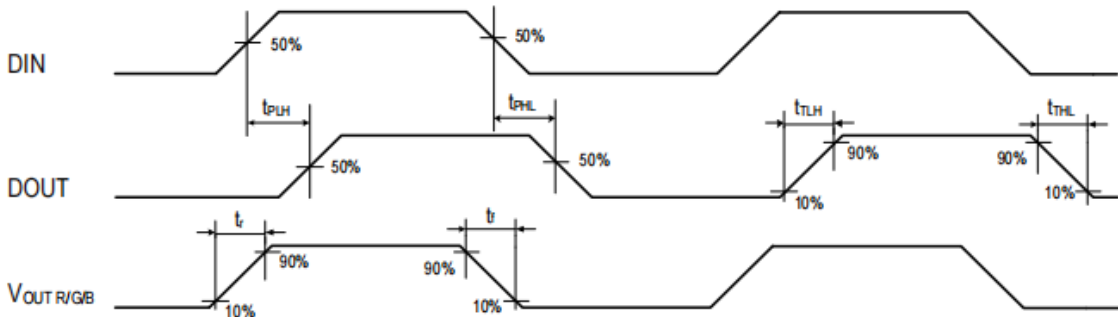 50%
50%
DIN
tPLH
tPHL
tTLH
tTHL
50%
50%
90%
90%
DOUT
10%
10%
tr
tf
90%
90%
VOUT R/G/B
10%
10%